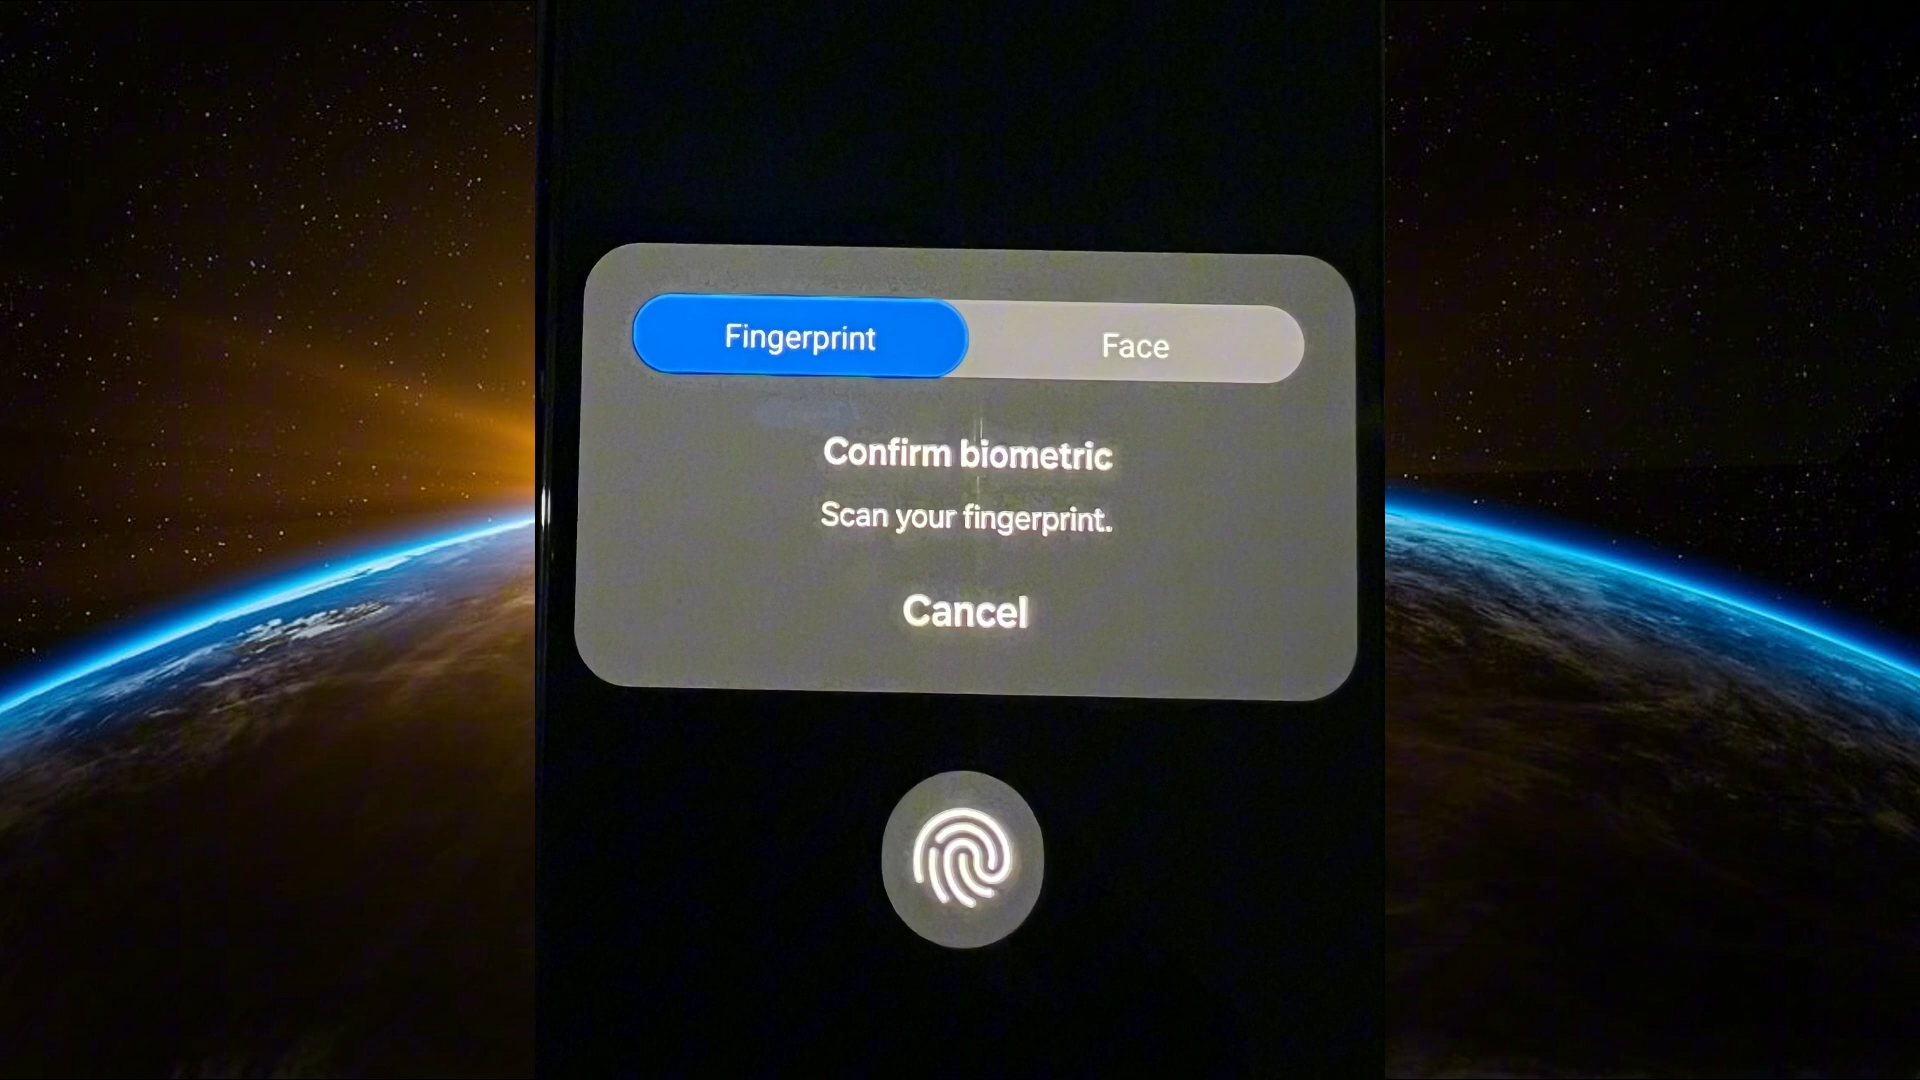 Fingerprint
Face
Confirm biometric
Scan your fingerprint.
Cancel